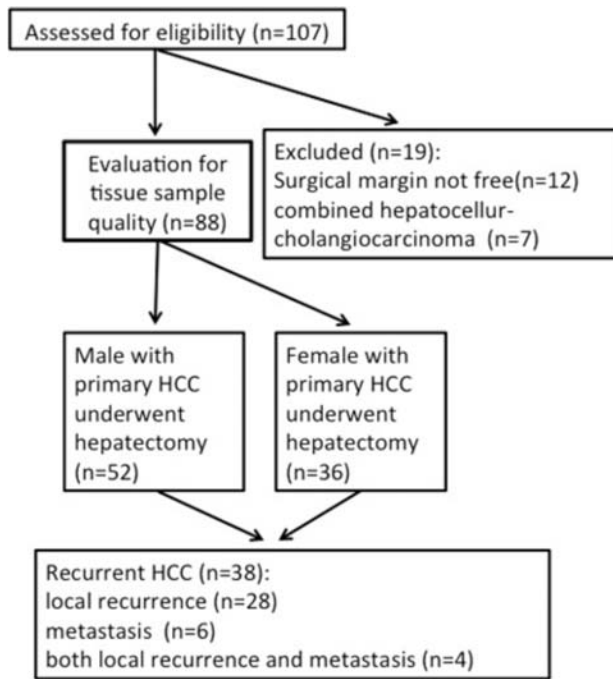 Assessed for eligibility (n=107)
Evaluation for
tissue sample
quality (n=88)
Excluded (n=19):
Surgical margin not free(n=12)
combined hepatocellur-
cholangiocarcinoma (n=7)
Male with
primary HCC
underwent
hepatectomy
(n=52)
Female with
primary HCC
underwent
hepatectomy
(n=36)
Recurrent HCC (n=38):
local recurrence (n=28)
metastasis (n=6)
both local recurrence and metastasis (n=4)